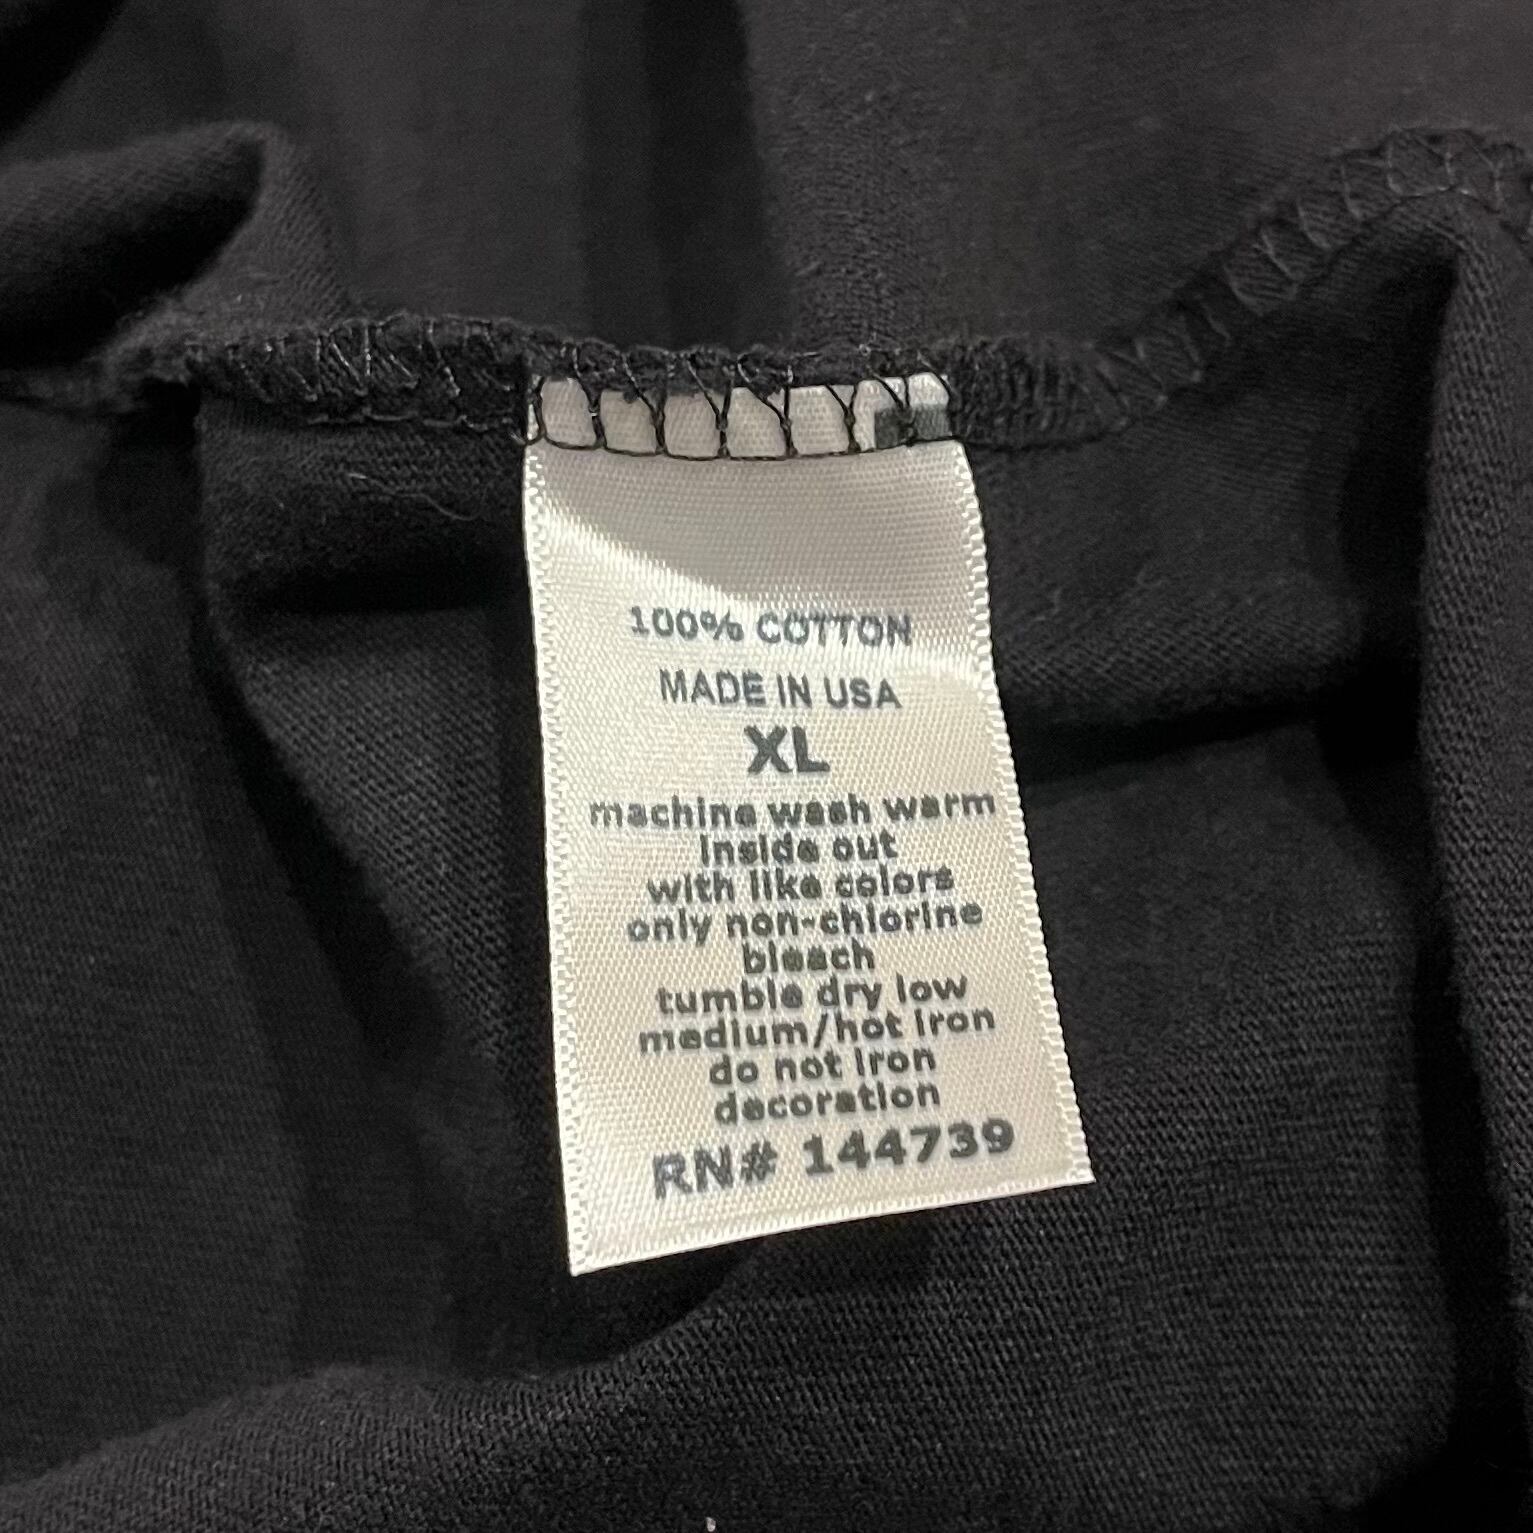 100% COTTON
MADE IN USA
XL
machine wash warm
inside out
with like colors
only non-chlorine
bleach
tumble dry low
medium/hot iron
do not iron
decoration
RN# 144739